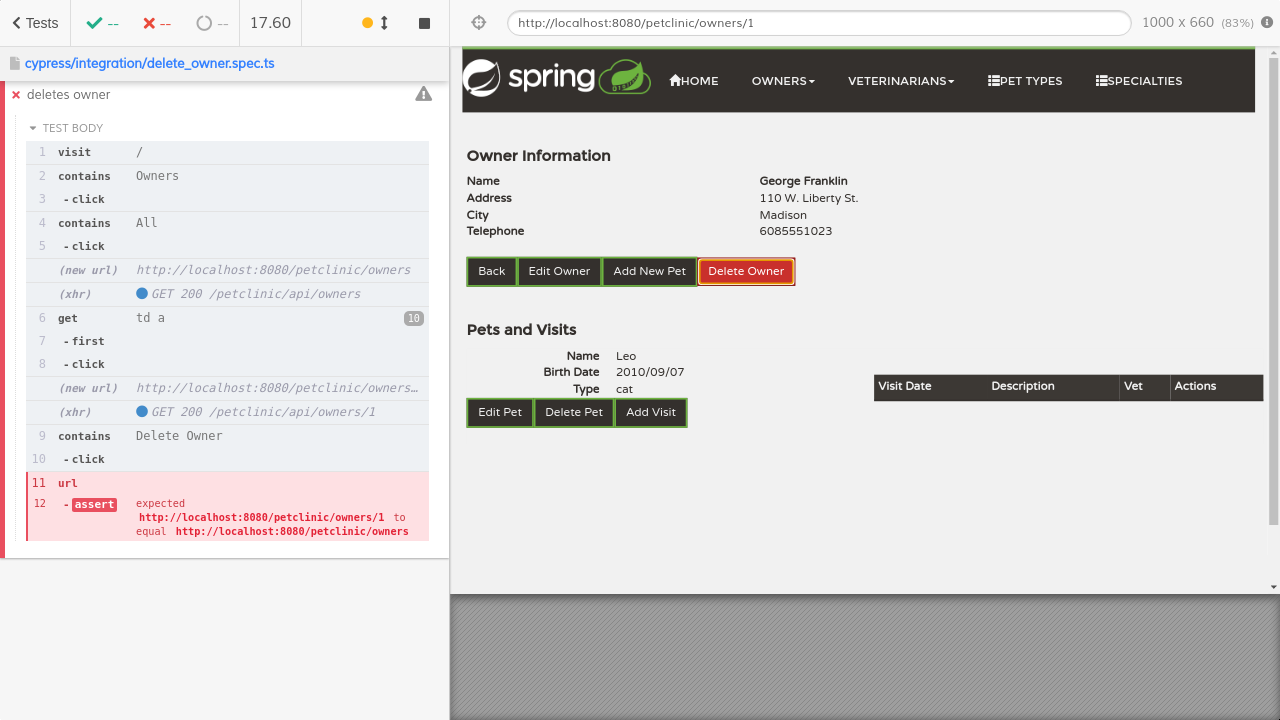 Tests
--
--
--
17.60
cypress/integration/delete_owner.spec.ts
deletes owner
TEST BODY
1 visit /
2 contains Owners
3 - click
4 contains All
5 - click
(new url) http://localhost:8080/petclinic/owners
(xhr) GET 200 /petclinic/api/owners
6 get td a 10
7 - first
8 - click
(new url) http://localhost:8080/petclinic/owners…
(xhr) GET 200 /petclinic/api/owners/1
9 contains Delete Owner
10 - click
11 url
12 - assert expected
http://localhost:8080/petclinic/owners/1 to
equal http://localhost:8080/petclinic/owners
http://localhost:8080/petclinic/owners/1
1000 x 660 (83%)
spring
HOME OWNERS VETERINARIANS PET TYPES SPECIALTIES
Owner Information
Name George Franklin
Address 110 W. Liberty St.
City Madison
Telephone 6085551023
Back Edit Owner Add New Pet Delete Owner
Pets and Visits
Name Leo
Birth Date 2010/09/07
Type cat
Edit Pet Delete Pet Add Visit
Visit Date Description Vet Actions